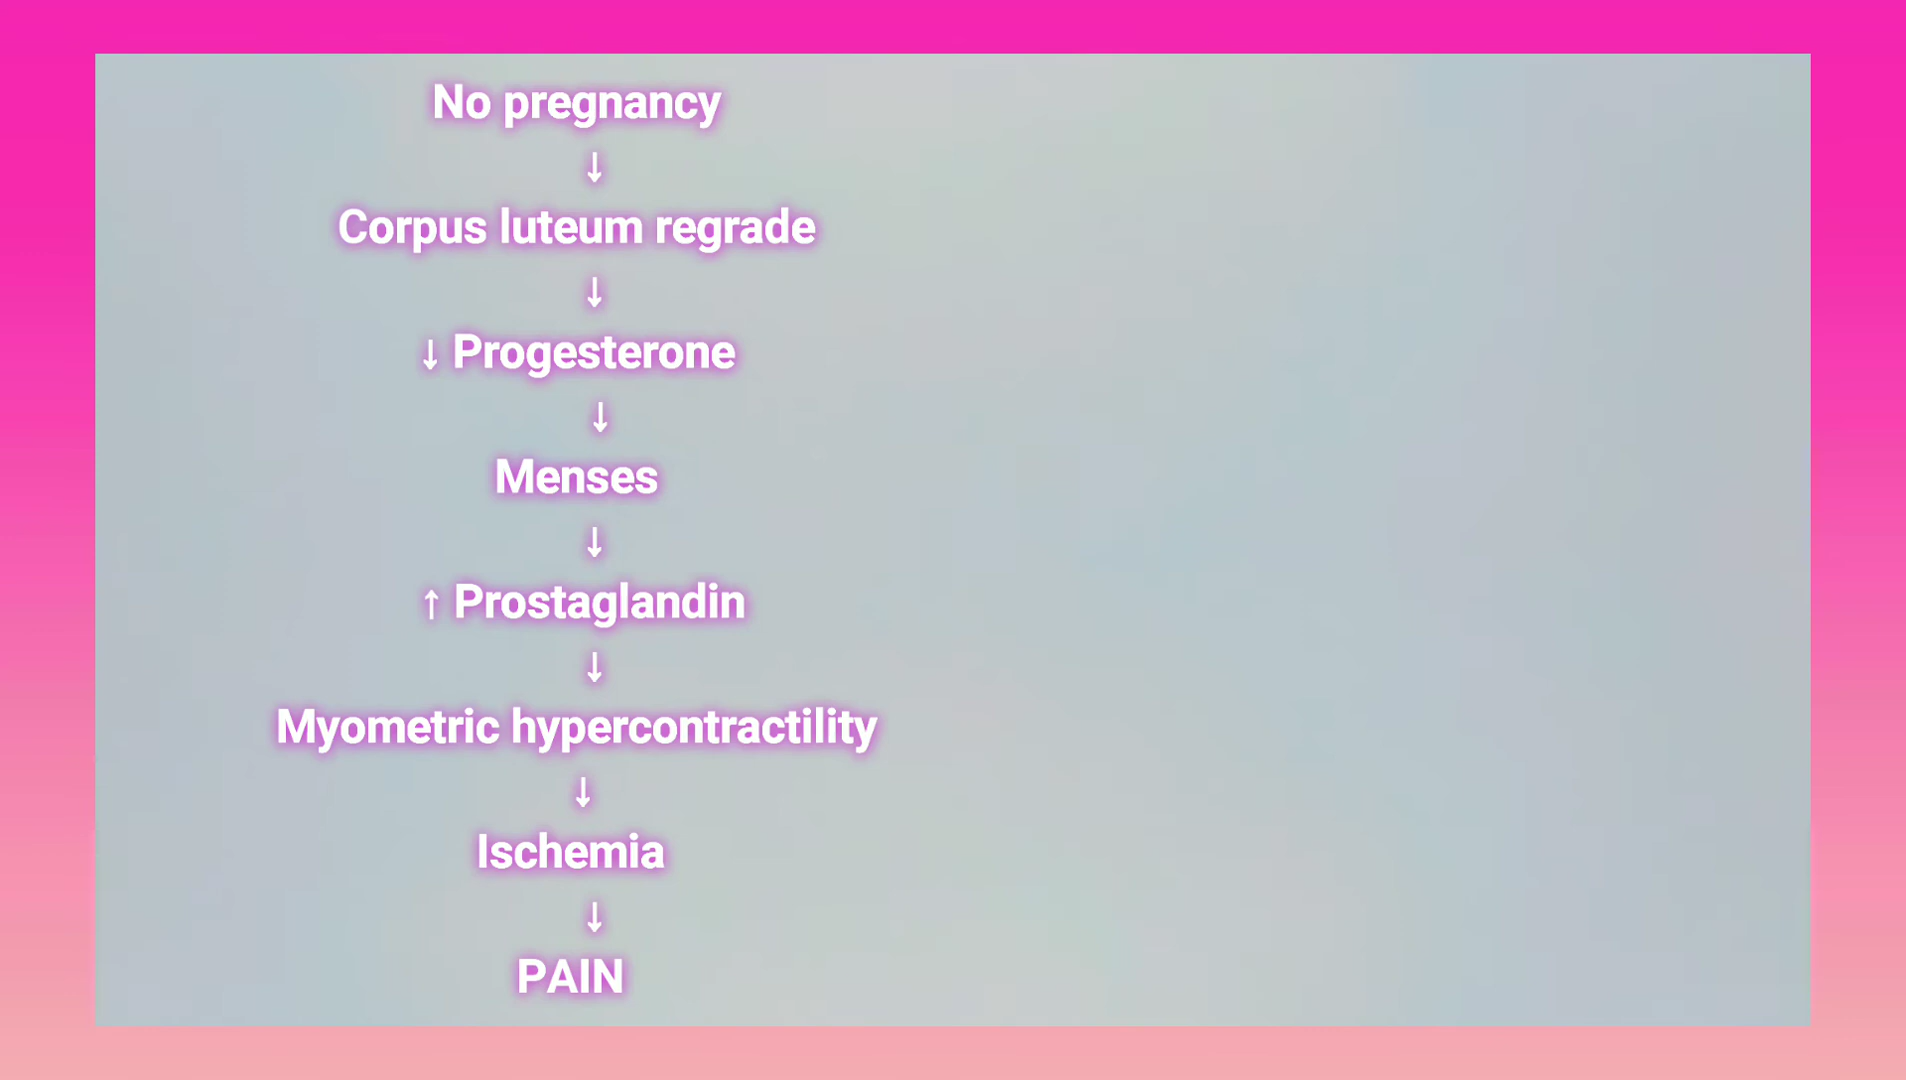 No pregnancy
↓
Corpus luteum regrade
↓
↓ Progesterone
↓
Menses
↓
↑ Prostaglandin
↓
Myometric hypercontractility
↓
Ischemia
↓
PAIN